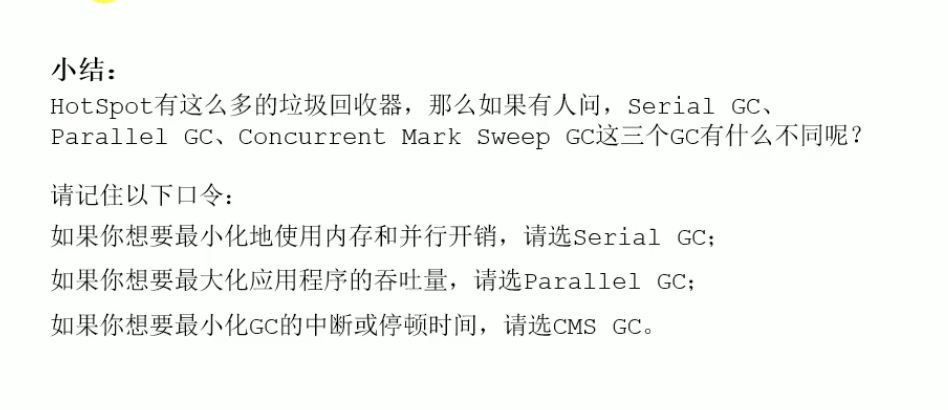 小结：
HotSpot有这么多的垃圾回收器，那么如果有人问，Serial GC、
Parallel GC、Concurrent Mark Sweep GC这三个GC有什么不同呢？
请记住以下口令：
如果你想要最小化地使用内存和并行开销，请选Serial GC；
如果你想要最大化应用程序的吞吐量，请选Parallel GC；
如果你想要最小化GC的中断或停顿时间，请选CMS GC。